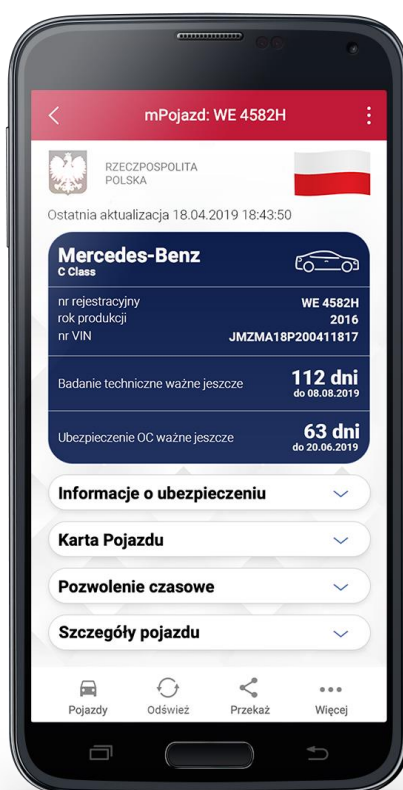 mPojazd: WE 4582H
RZECZPOSPOLITA
POLSKA
Ostatnia aktualizacja 18.04.2019 18:43:50
Mercedes-Benz
C Class
nr rejestracyjny WE 4582H
rok produkcji 2016
nr VIN JMZMA18P200411817
Badanie techniczne ważne jeszcze 112 dni
do 08.08.2019
Ubezpieczenie OC ważne jeszcze 63 dni
do 20.06.2019
Informacje o ubezpieczeniu
Karta Pojazdu
Pozwolenie czasowe
Szczegóły pojazdu
Pojazdy Odśwież Przekaż Więcej